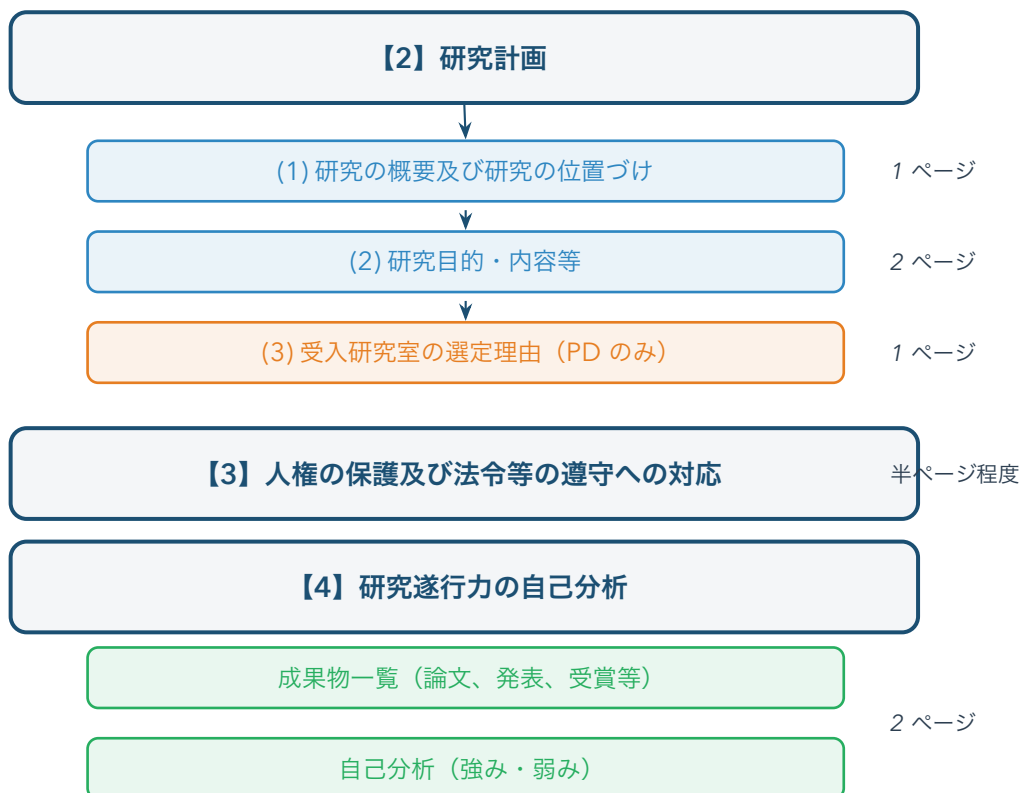 【2】研究計画
(1) 研究の概要及び研究の位置づけ
1 ページ
(2) 研究目的・内容等
2 ページ
(3) 受入研究室の選定理由（PD のみ）
1 ページ
【3】人権の保護及び法令等の遵守への対応
半ページ程度
【4】研究遂行力の自己分析
成果物一覧（論文、発表、受賞等）
2 ページ
自己分析（強み・弱み）